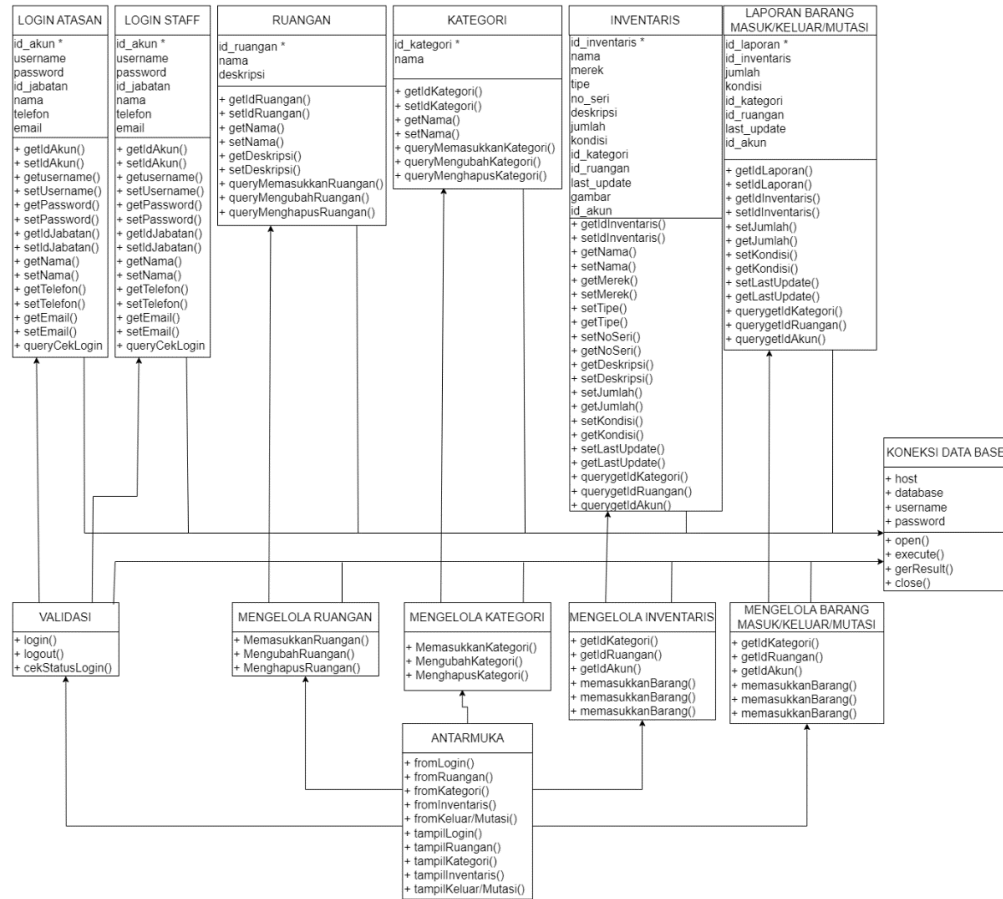 LOGIN ATASAN
id_akun *
username
password
id_jabatan
nama
telefon
email
+ getIdAkun()
+ setIdAkun()
+ getusername()
+ setUsername()
+ getPassword()
+ setPassword()
+ getIdJabatan()
+ setIdJabatan()
+ getNama()
+ setNama()
+ getTelefon()
+ setTelefon()
+ getEmail()
+ setEmail()
+ queryCekLogin
LOGIN STAFF
id_akun *
username
password
id_jabatan
nama
telefon
email
+ getIdAkun()
+ setIdAkun()
+ getusername()
+ setUsername()
+ getPassword()
+ setPassword()
+ getIdJabatan()
+ setIdJabatan()
+ getNama()
+ setNama()
+ getTelefon()
+ setTelefon()
+ getEmail()
+ setEmail()
+ queryCekLogin
RUANGAN
id_ruangan *
nama
deskripsi
+ getIdRuangan()
+ setIdRuangan()
+ getNama()
+ setNama()
+ getDeskripsi()
+ setDeskripsi()
+ queryMemasukkanRuangan()
+ queryMengubahRuangan()
+ queryMenghapusRuangan()
KATEGORI
id_kategori *
nama
+ getIdKategori()
+ setIdKategori()
+ getNama()
+ setNama()
+ queryMemasukkanKategori()
+ queryMengubahKategori()
+ queryMenghapusKategori()
INVENTARIS
id_inventaris *
nama
merek
tipe
no_seri
deskripsi
jumlah
kondisi
id_kategori
id_ruangan
last_update
gambar
id_akun
+ getIdInventaris()
+ setIdInventaris()
+ getNama()
+ setNama()
+ getMerek()
+ setMerek()
+ setTipe()
+ getTipe()
+ setNoSeri()
+ getNoSeri()
+ getDeskripsi()
+ setDeskripsi()
+ setJumlah()
+ getJumlah()
+ setKondisi()
+ getKondisi()
+ setLastUpdate()
+ getLastUpdate()
+ querygetIdKategori()
+ querygetIdRuangan()
+ querygetIdAkun()
LAPORAN BARANG
MASUK/KELUAR/MUTASI
id_laporan *
id_inventaris
jumlah
kondisi
id_kategori
id_ruangan
last_update
id_akun
+ getIdLaporan()
+ setIdLaporan()
+ getIdInventaris()
+ setIdInventaris()
+ setJumlah()
+ getJumlah()
+ setKondisi()
+ getKondisi()
+ setLastUpdate()
+ getLastUpdate()
+ querygetIdKategori()
+ querygetIdRuangan()
+ querygetIdAkun()
KONEKSI DATA BASE
+ host
+ database
+ username
+ password
+ open()
+ execute()
+ gerResult()
+ close()
VALIDASI
+ login()
+ logout()
+ cekStatusLogin()
MENGELOLA RUANGAN
+ MemasukkanRuangan()
+ MengubahRuangan()
+ MenghapusRuangan()
MENGELOLA KATEGORI
+ MemasukkanKategori()
+ MengubahKategori()
+ MenghapusKategori()
MENGELOLA INVENTARIS
+ getIdKategori()
+ getIdRuangan()
+ getIdAkun()
+ memasukkanBarang()
+ memasukkanBarang()
+ memasukkanBarang()
MENGELOLA BARANG
MASUK/KELUAR/MUTASI
+ getIdKategori()
+ getIdRuangan()
+ getIdAkun()
+ memasukkanBarang()
+ memasukkanBarang()
+ memasukkanBarang()
ANTARMUKA
+ fromLogin()
+ fromRuangan()
+ fromKategori()
+ fromInventaris()
+ fromKeluar/Mutasi()
+ tampilLogin()
+ tampilRuangan()
+ tampilKategori()
+ tampilInventaris()
+ tampilKeluar/Mutasi()